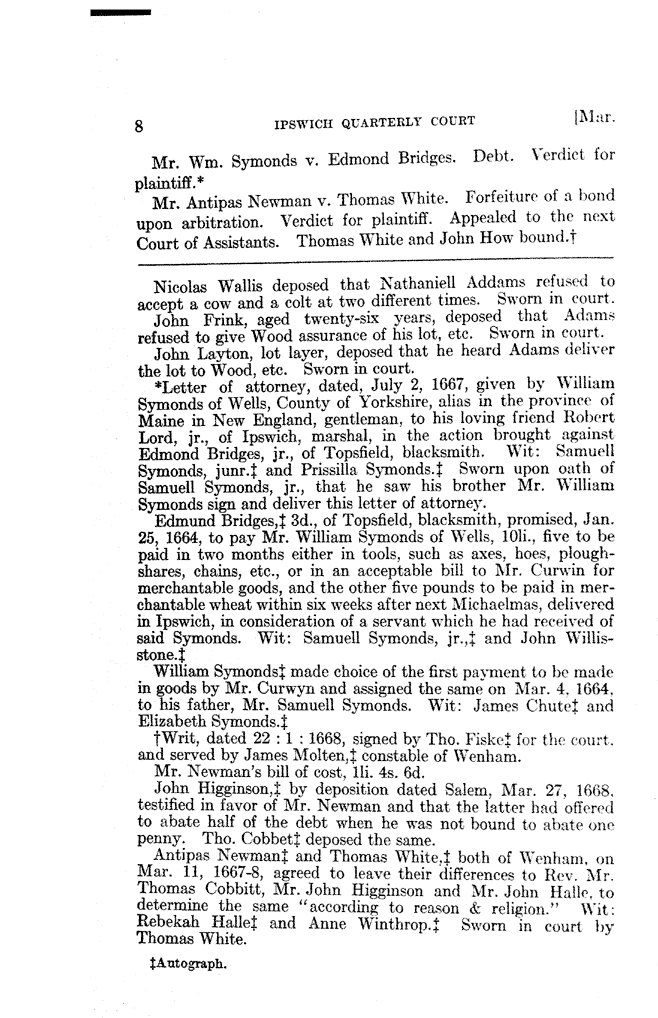 8 IPSWICH QUARTERLY COURT [Mar.
Mr. Wm. Symonds v. Edmond Bridges. Debt. Verdict for
plaintiff.*
Mr. Antipas Newman v. Thomas White. Forfeiture of a bond
upon arbitration. Verdict for plaintiff. Appealed to the next
Court of Assistants. Thomas White and John How bound.†
Nicolas Wallis deposed that Nathaniell Addams refused to
accept a cow and a colt at two different times. Sworn in court.
John Frink, aged twenty-six years, deposed that Adams
refused to give Wood assurance of his lot, etc. Sworn in court.
John Layton, lot layer, deposed that he heard Adams deliver
the lot to Wood, etc. Sworn in court.
*Letter of attorney, dated, July 2, 1667, given by William
Symonds of Wells, County of Yorkshire, alias in the province of
Maine in New England, gentleman, to his loving friend Robert
Lord, jr., of Ipswich, marshal, in the action brought against
Edmond Bridges, jr., of Topsfield, blacksmith. Wit: Samuell
Symonds, junr.‡ and Prissilla Symonds.‡ Sworn upon oath of
Samuell Symonds, jr., that he saw his brother Mr. William
Symonds sign and deliver this letter of attorney.
Edmund Bridges,‡ 3d., of Topsfield, blacksmith, promised, Jan.
25, 1664, to pay Mr. William Symonds of Wells, 10li., five to be
paid in two months either in tools, such as axes, hoes, plough-
shares, chains, etc., or in an acceptable bill to Mr. Curwin for
merchantable goods, and the other five pounds to be paid in mer-
chantable wheat within six weeks after next Michaelmas, delivered
in Ipswich, in consideration of a servant which he had received of
said Symonds. Wit: Samuell Symonds, jr.,‡ and John Willis-
stone.‡
William Symonds‡ made choice of the first payment to be made
in goods by Mr. Curwyn and assigned the same on Mar. 4, 1664,
to his father, Mr. Samuell Symonds. Wit: James Chute‡ and
Elizabeth Symonds.‡
†Writ, dated 22 : 1 : 1668, signed by Tho. Fiske‡ for the court,
and served by James Molten,‡ constable of Wenham.
Mr. Newman's bill of cost, 1li. 4s. 6d.
John Higginson,‡ by deposition dated Salem, Mar. 27, 1668,
testified in favor of Mr. Newman and that the latter had offered
to abate half of the debt when he was not bound to abate one
penny. Tho. Cobbet‡ deposed the same.
Antipas Newman‡ and Thomas White,‡ both of Wenham, on
Mar. 11, 1667-8, agreed to leave their differences to Rev. Mr.
Thomas Cobbitt, Mr. John Higginson and Mr. John Halle, to
determine the same "according to reason & religion." Wit:
Rebekah Halle‡ and Anne Winthrop.‡ Sworn in court by
Thomas White.
‡Autograph.